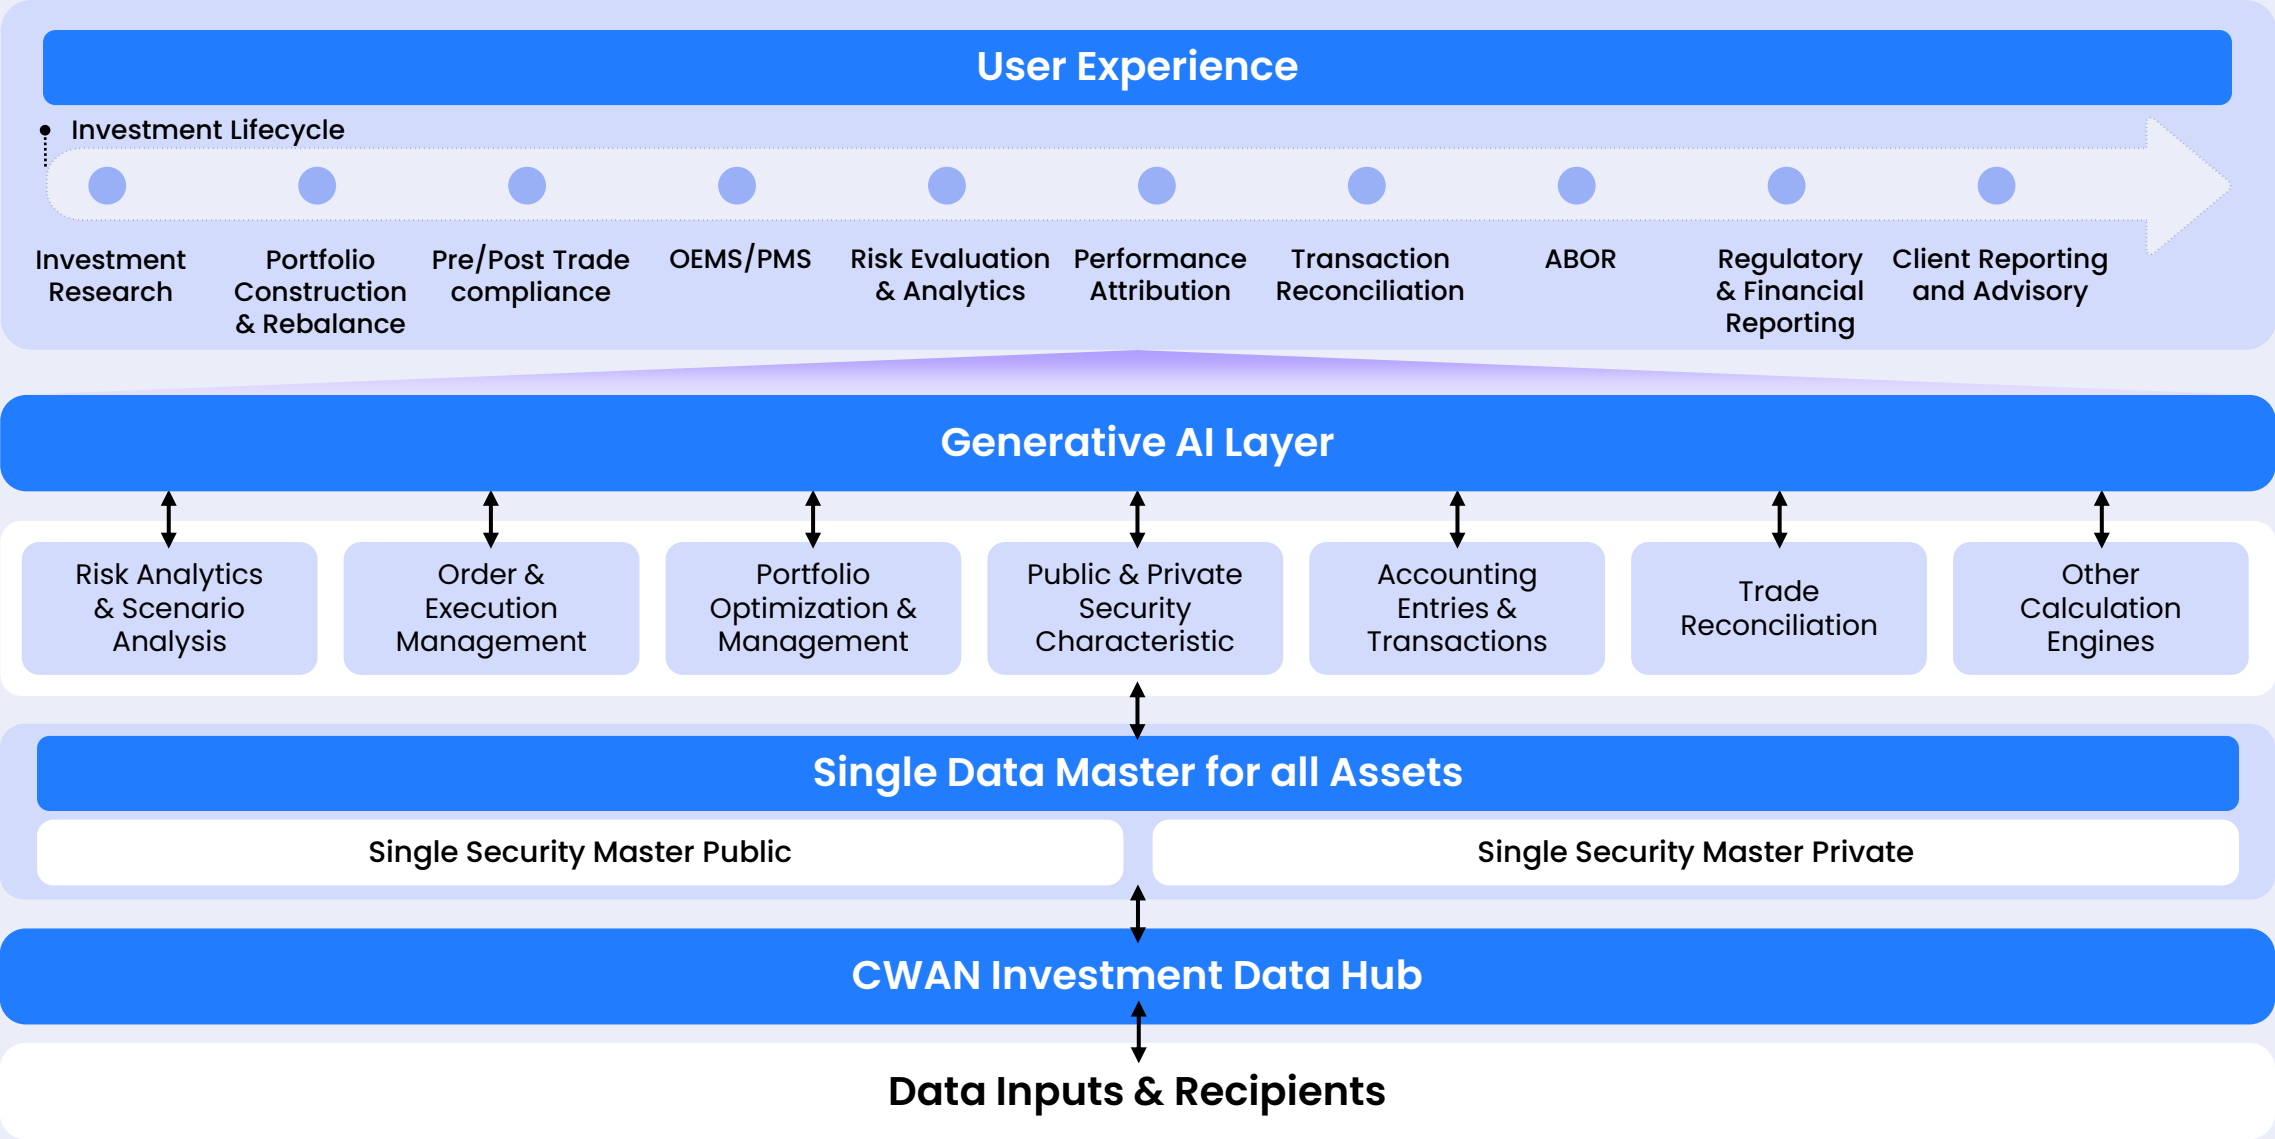 User Experience
Investment Lifecycle
Investment
Research
Portfolio
Construction
& Rebalance
Pre/Post Trade
compliance
OEMS/PMS
Risk Evaluation
& Analytics
Performance
Attribution
Transaction
Reconciliation
ABOR
Regulatory
& Financial
Reporting
Client Reporting
and Advisory
Generative AI Layer
Risk Analytics
& Scenario
Analysis
Order &
Execution
Management
Portfolio
Optimization &
Management
Public & Private
Security
Characteristic
Accounting
Entries &
Transactions
Trade
Reconciliation
Other
Calculation
Engines
Single Data Master for all Assets
Single Security Master Public
Single Security Master Private
CWAN Investment Data Hub
Data Inputs & Recipients